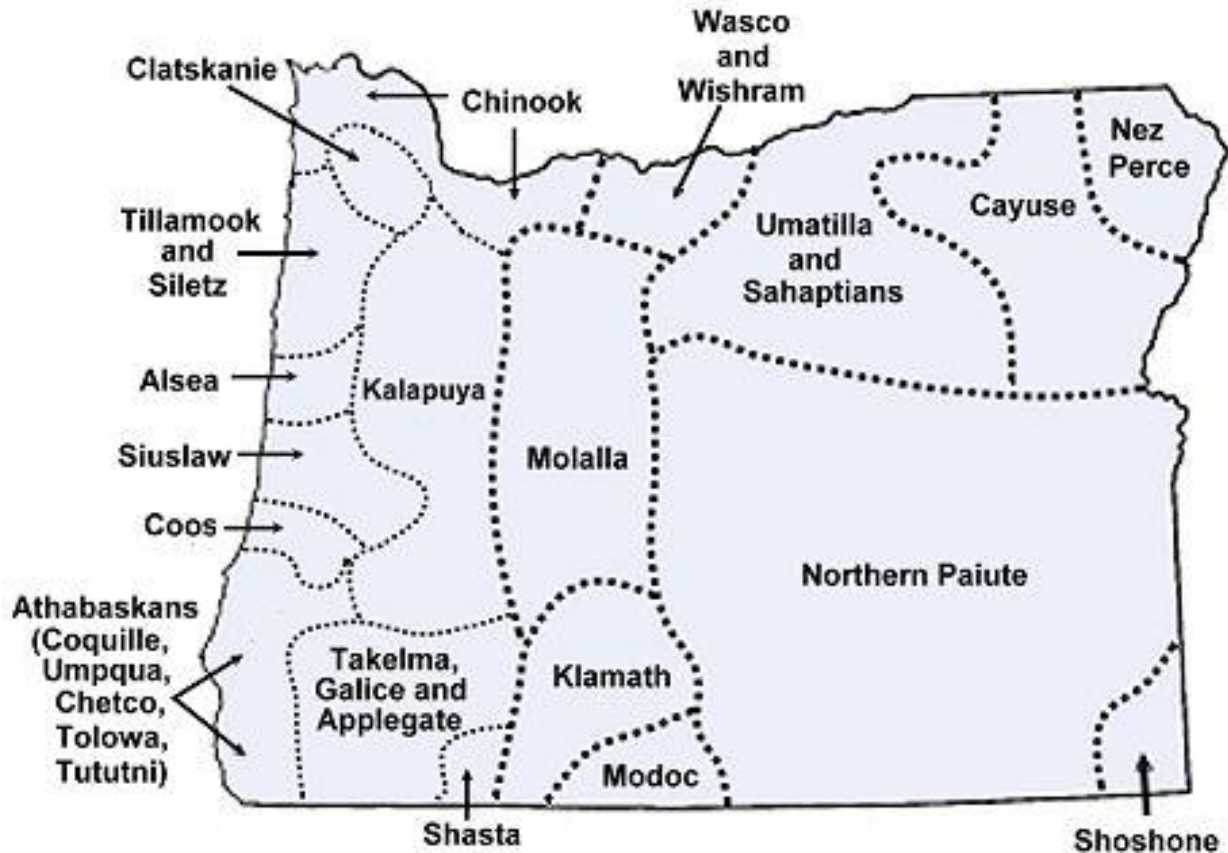 Wasco
and
Wishram
Clatskanie
Chinook
Nez
Perce
Cayuse
Tillamook
and
Siletz
Umatilla
and
Sahaptians
Alsea
Kalapuya
Siuslaw
Molalla
Coos
Northern Paiute
Athabaskans
(Coquille,
Umpqua,
Chetco,
Tolowa,
Tututni)
Takelma,
Galice and
Applegate
Klamath
Modoc
Shasta
Shoshone